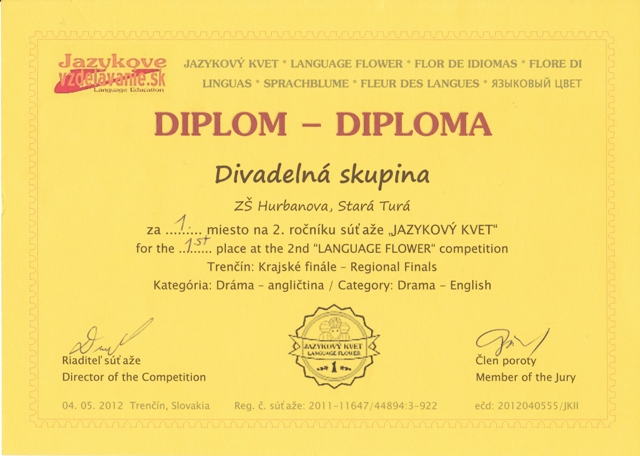 Jazykove
vzdelavanie.sk
Language Education
JAZYKOVÝ KVET * LANGUAGE FLOWER * FLOR DE IDIOMAS * FLORE DI
LINGUAS * SPRACHBLUME * FLEUR DES LANGUES * ЯЗЫКОВЫЙ ЦВЕТ
DIPLOM – DIPLOMA
Divadelná skupina
ZŠ Hurbanova, Stará Turá
za ...1.... miesto na 2. ročníku súťaže „JAZYKOVÝ KVET"
for the ...1st.... place at the 2nd "LANGUAGE FLOWER" competition
Trenčín: Krajské finále – Regional Finals
Kategória: Dráma – angličtina / Category: Drama – English
JAZYKOVÝ KVET
LANGUAGE FLOWER
1
Riaditeľ súťaže
Director of the Competition
Člen poroty
Member of the Jury
04. 05. 2012 Trenčín, Slovakia Reg. č. súťaže: 2011-11647/44894:3-922 ečd: 2012040555/JKII